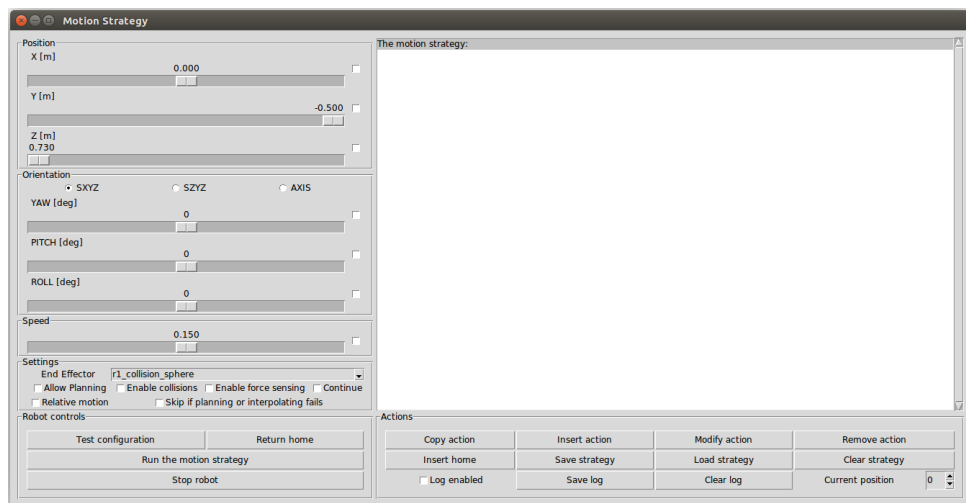 Motion Strategy
Position
X [m]
0.000
Y [m]
-0.500
Z [m]
0.730
Orientation
SXYZ SZYZ AXIS
YAW [deg]
0
PITCH [deg]
0
ROLL [deg]
0
Speed
0.150
Settings
End Effector r1_collision_sphere
Allow Planning Enable collisions Enable force sensing Continue
Relative motion Skip if planning or interpolating fails
Robot controls
Test configuration Return home
Run the motion strategy
Stop robot
The motion strategy:
Actions
Copy action Insert action Modify action Remove action
Insert home Save strategy Load strategy Clear strategy
Log enabled Save log Clear log Current position 0